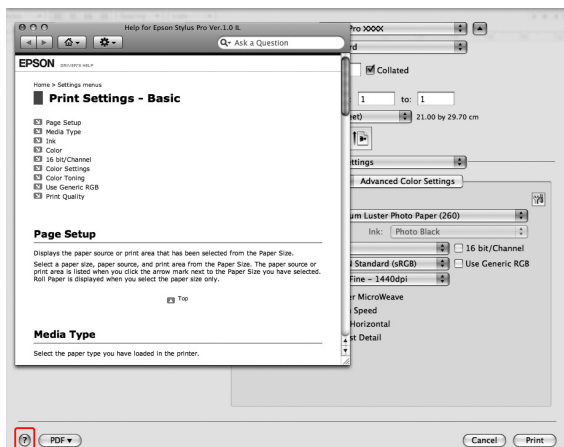 Help for Epson Stylus Pro Ver.1.0 IL
Ask a Question
EPSON DRIVER'S HELP
Home > Settings menus
Print Settings - Basic
Page Setup
Media Type
Ink
Color
16 bit/Channel
Color Settings
Color Toning
Use Generic RGB
Print Quality
Page Setup
Displays the paper source or print area that has been selected from the Paper Size.
Select a paper size, paper source, and print area from the Paper Size. The paper source or
print area is listed when you click the arrow mark next to the Paper Size you have selected.
Roll Paper is displayed when you select the paper size only.
Top
Media Type
Select the paper type you have loaded in the printer.
Pro XXXX
Collated
1 to: 1
21.00 by 29.70 cm
Advanced Color Settings
Luster Photo Paper (260)
Ink: Photo Black
16 bit/Channel
Standard (sRGB) Use Generic RGB
Fine - 1440dpi
MicroWeave
Speed
Horizontal
Detail
? PDF
Cancel Print